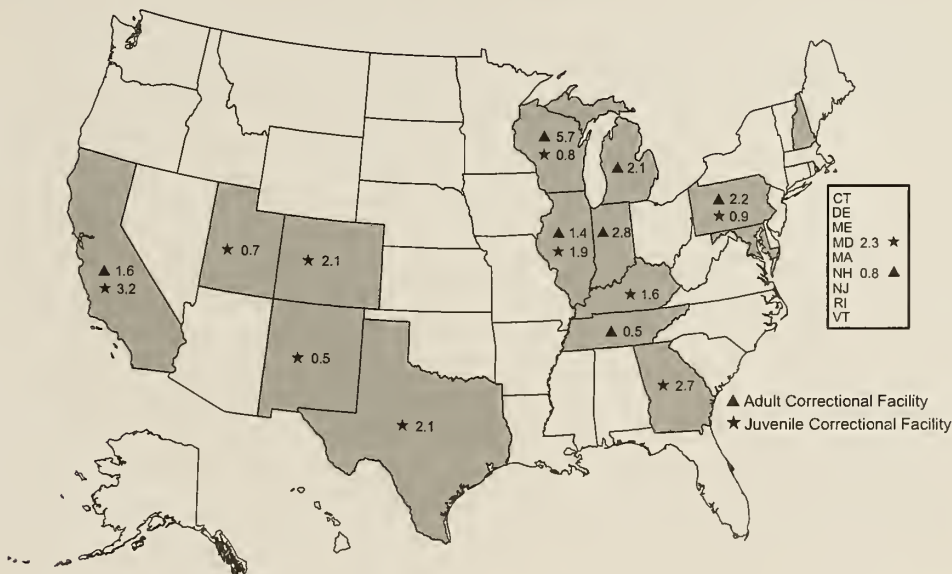 ▲ 5.7
★ 0.8
▲ 2.1
▲ 2.2
★ 0.9
CT
DE
ME
MD 2.3 ★
MA
NH 0.8 ▲
NJ
RI
VT
★ 0.7
★ 2.1
▲ 1.4
★ 1.9
▲ 2.8
▲ 1.6
★ 3.2
★ 1.6
▲ 0.5
★ 0.5
★ 2.7
★ 2.1
▲ Adult Correctional Facility
★ Juvenile Correctional Facility